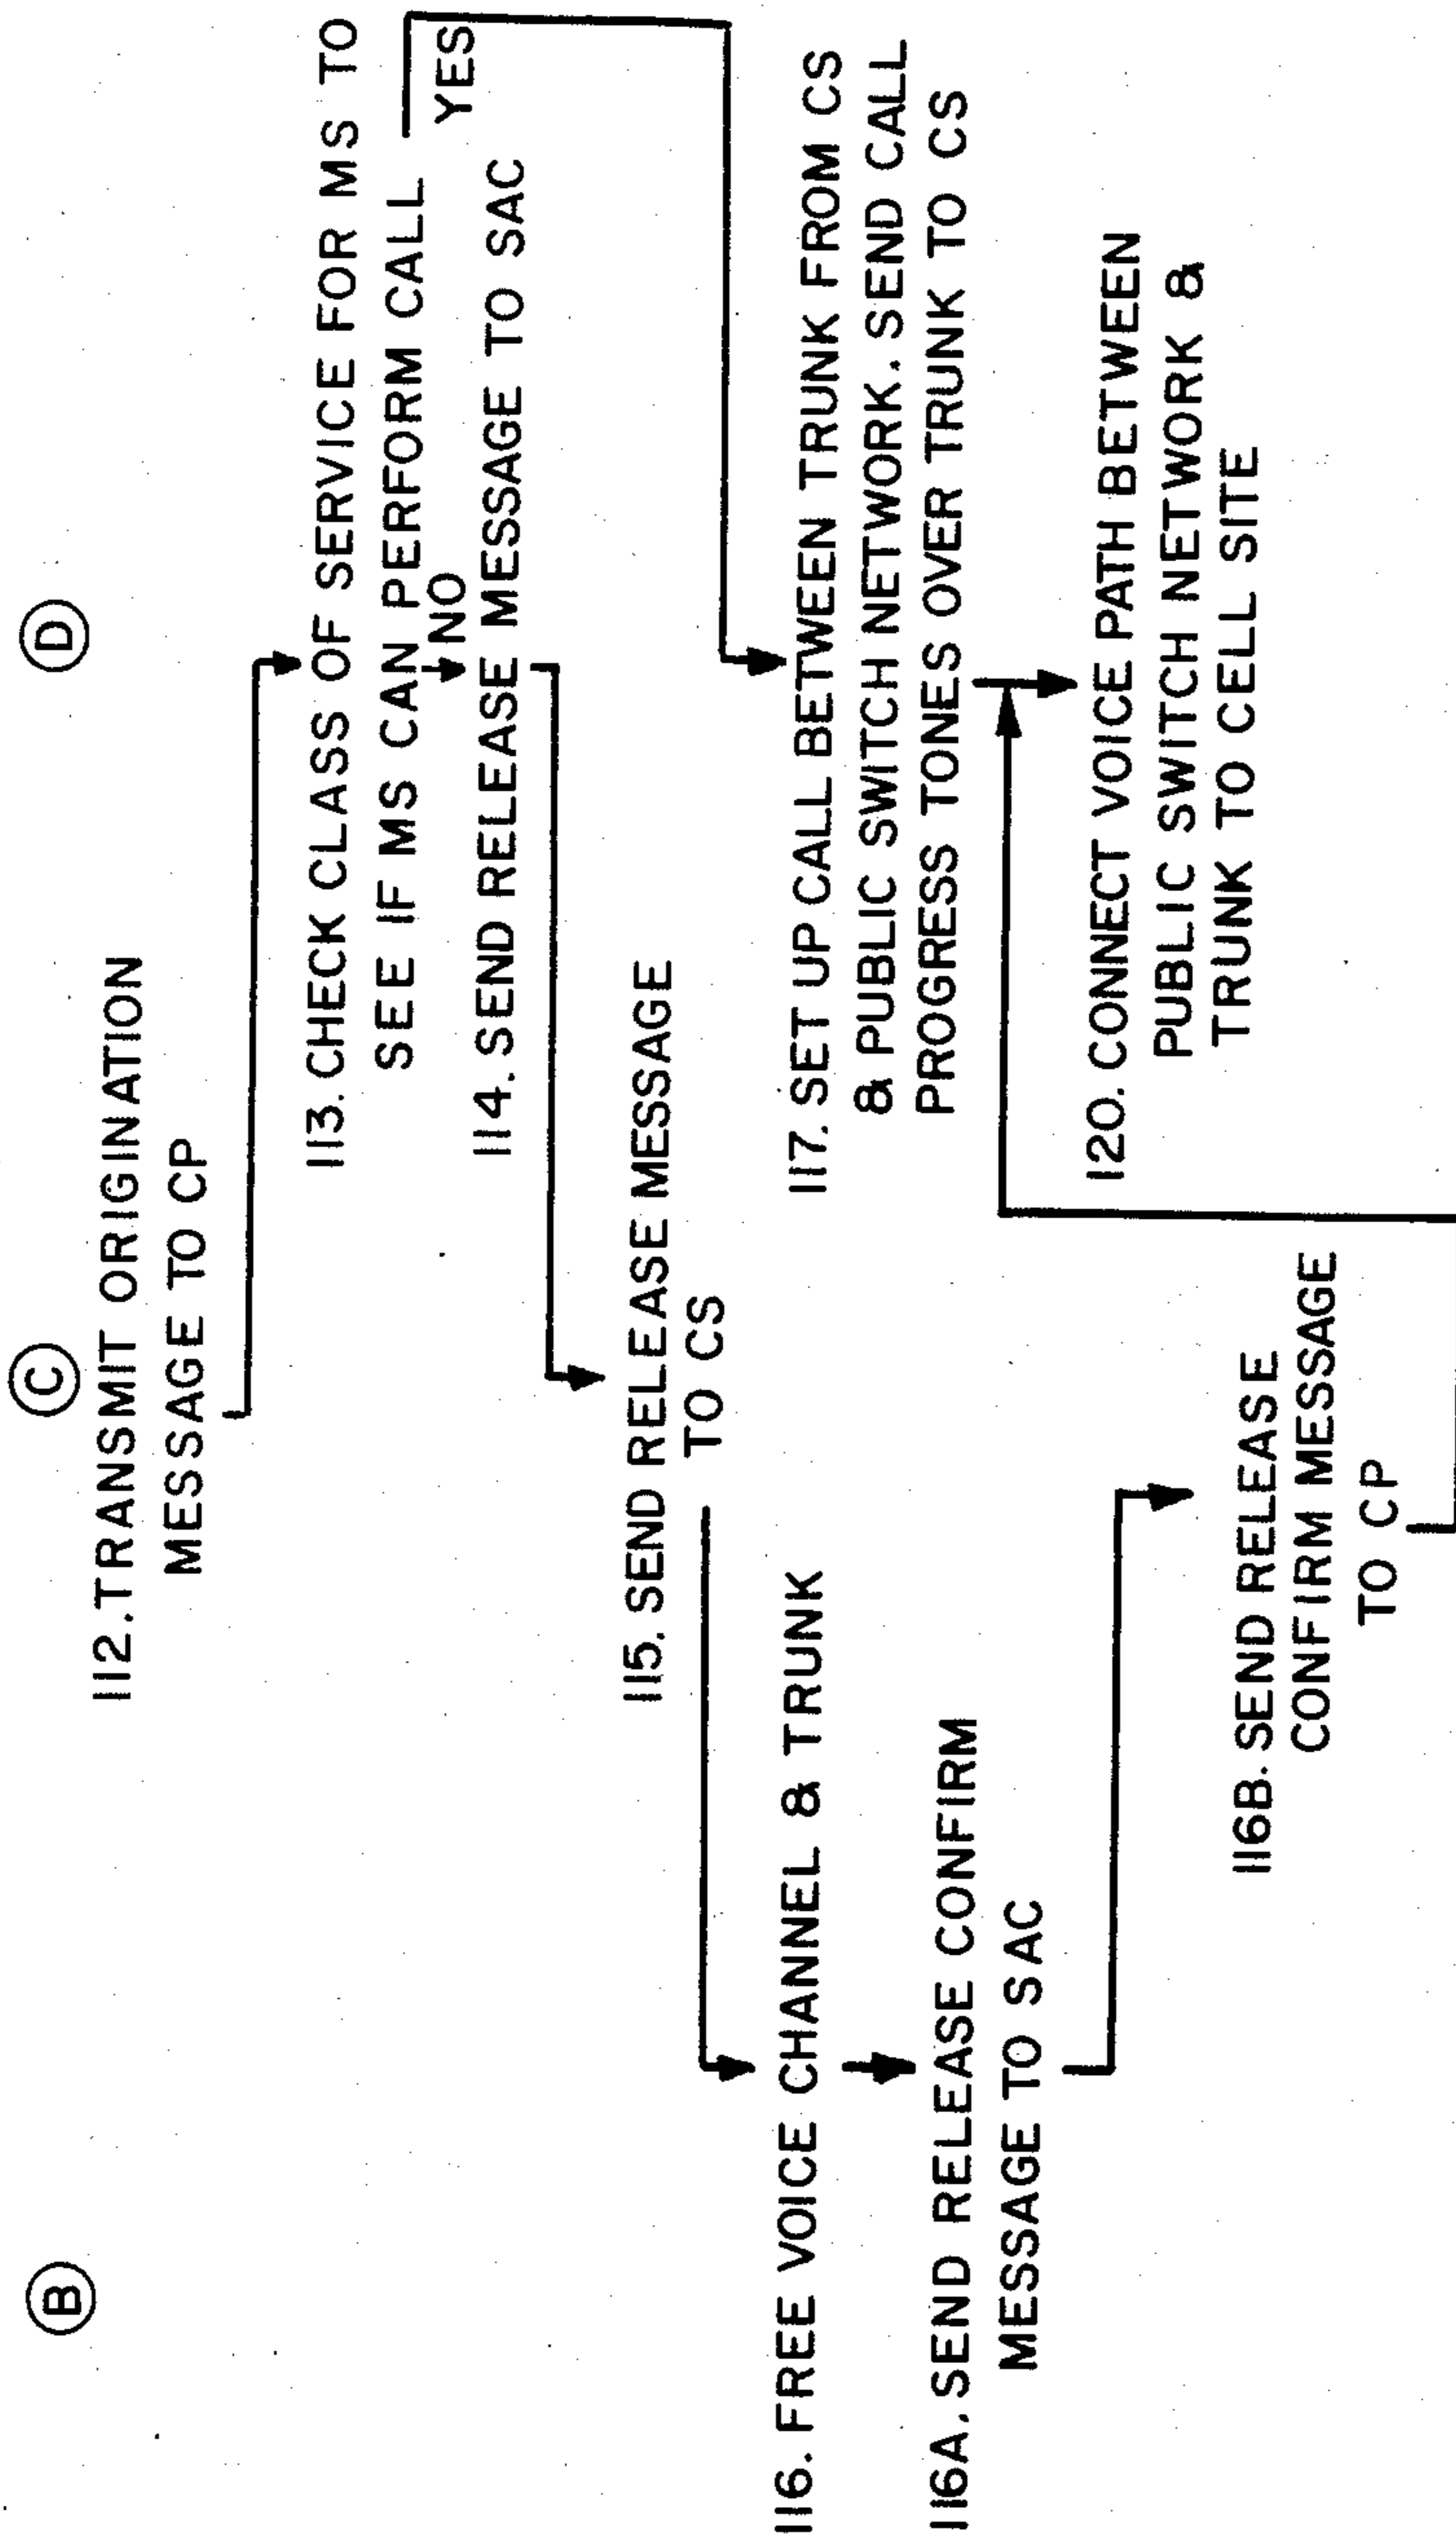 B
C
D
112. TRANSMIT ORIGINATION
MESSAGE TO CP
113. CHECK CLASS OF SERVICE FOR MS TO
SEE IF MS CAN PERFORM CALL
YES
NO
114. SEND RELEASE MESSAGE TO SAC
115. SEND RELEASE MESSAGE
TO CS
116. FREE VOICE CHANNEL & TRUNK
117. SET UP CALL BETWEEN TRUNK FROM CS
& PUBLIC SWITCH NETWORK. SEND CALL
PROGRESS TONES OVER TRUNK TO CS
116A. SEND RELEASE CONFIRM
MESSAGE TO SAC
120. CONNECT VOICE PATH BETWEEN
PUBLIC SWITCH NETWORK &
TRUNK TO CELL SITE
116B. SEND RELEASE
CONFIRM MESSAGE
TO CP